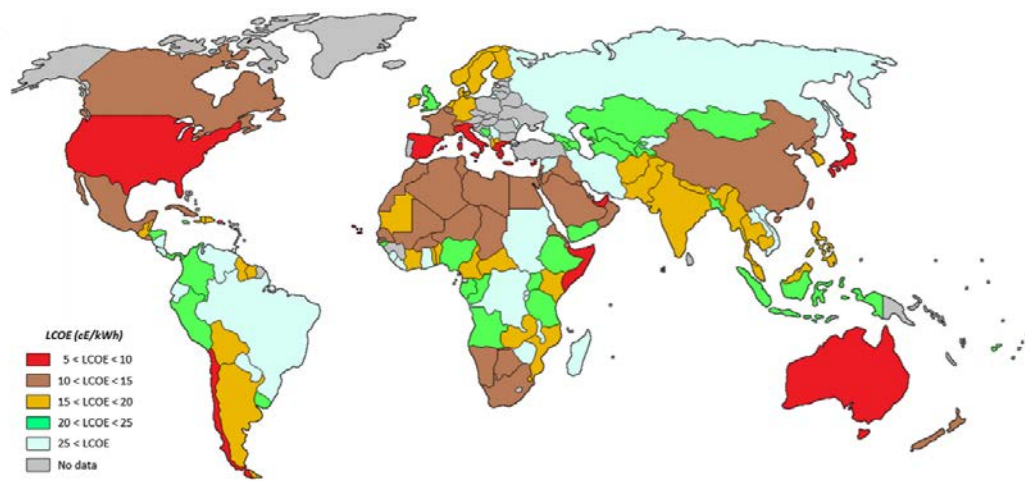 LCOE (c€/kWh)
5 < LCOE < 10
10 < LCOE < 15
15 < LCOE < 20
20 < LCOE < 25
25 < LCOE
No data